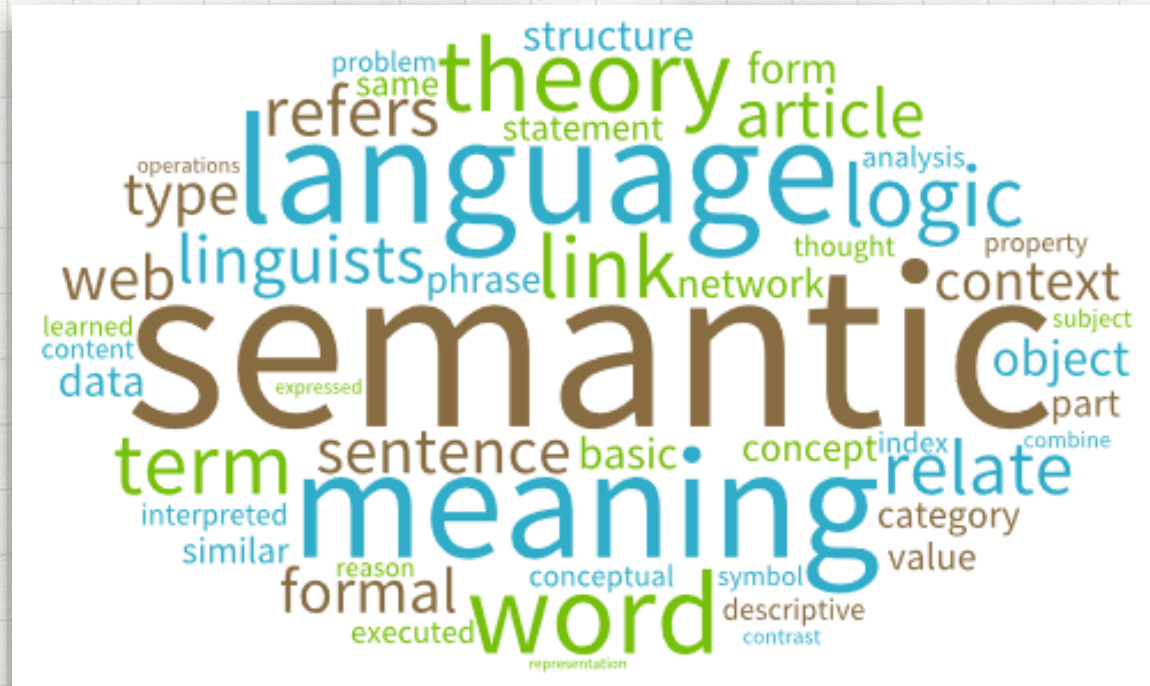 structure
problem theory form
same
refers article
statement
language
operations analysis
type logic
linguists link thought property
web phrase network context
semantic
learned subject
content object
data expressed part
term sentence basic concept index combine
meaning relate
interpreted category
similar value
reason
formal conceptual symbol
word descriptive
executed contrast
representation